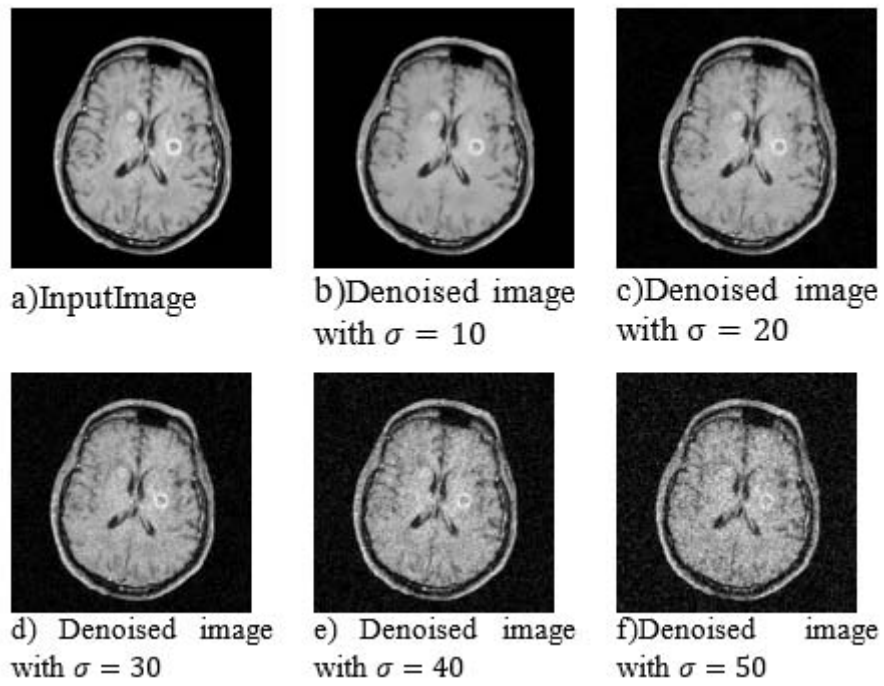 a)InputImage
b)Denoised image
with 𝜎 = 10
c)Denoised image
with σ = 20
d) Denoised image
with 𝜎 = 30
e) Denoised image
with 𝜎 = 40
f)Denoised image
with 𝜎 = 50